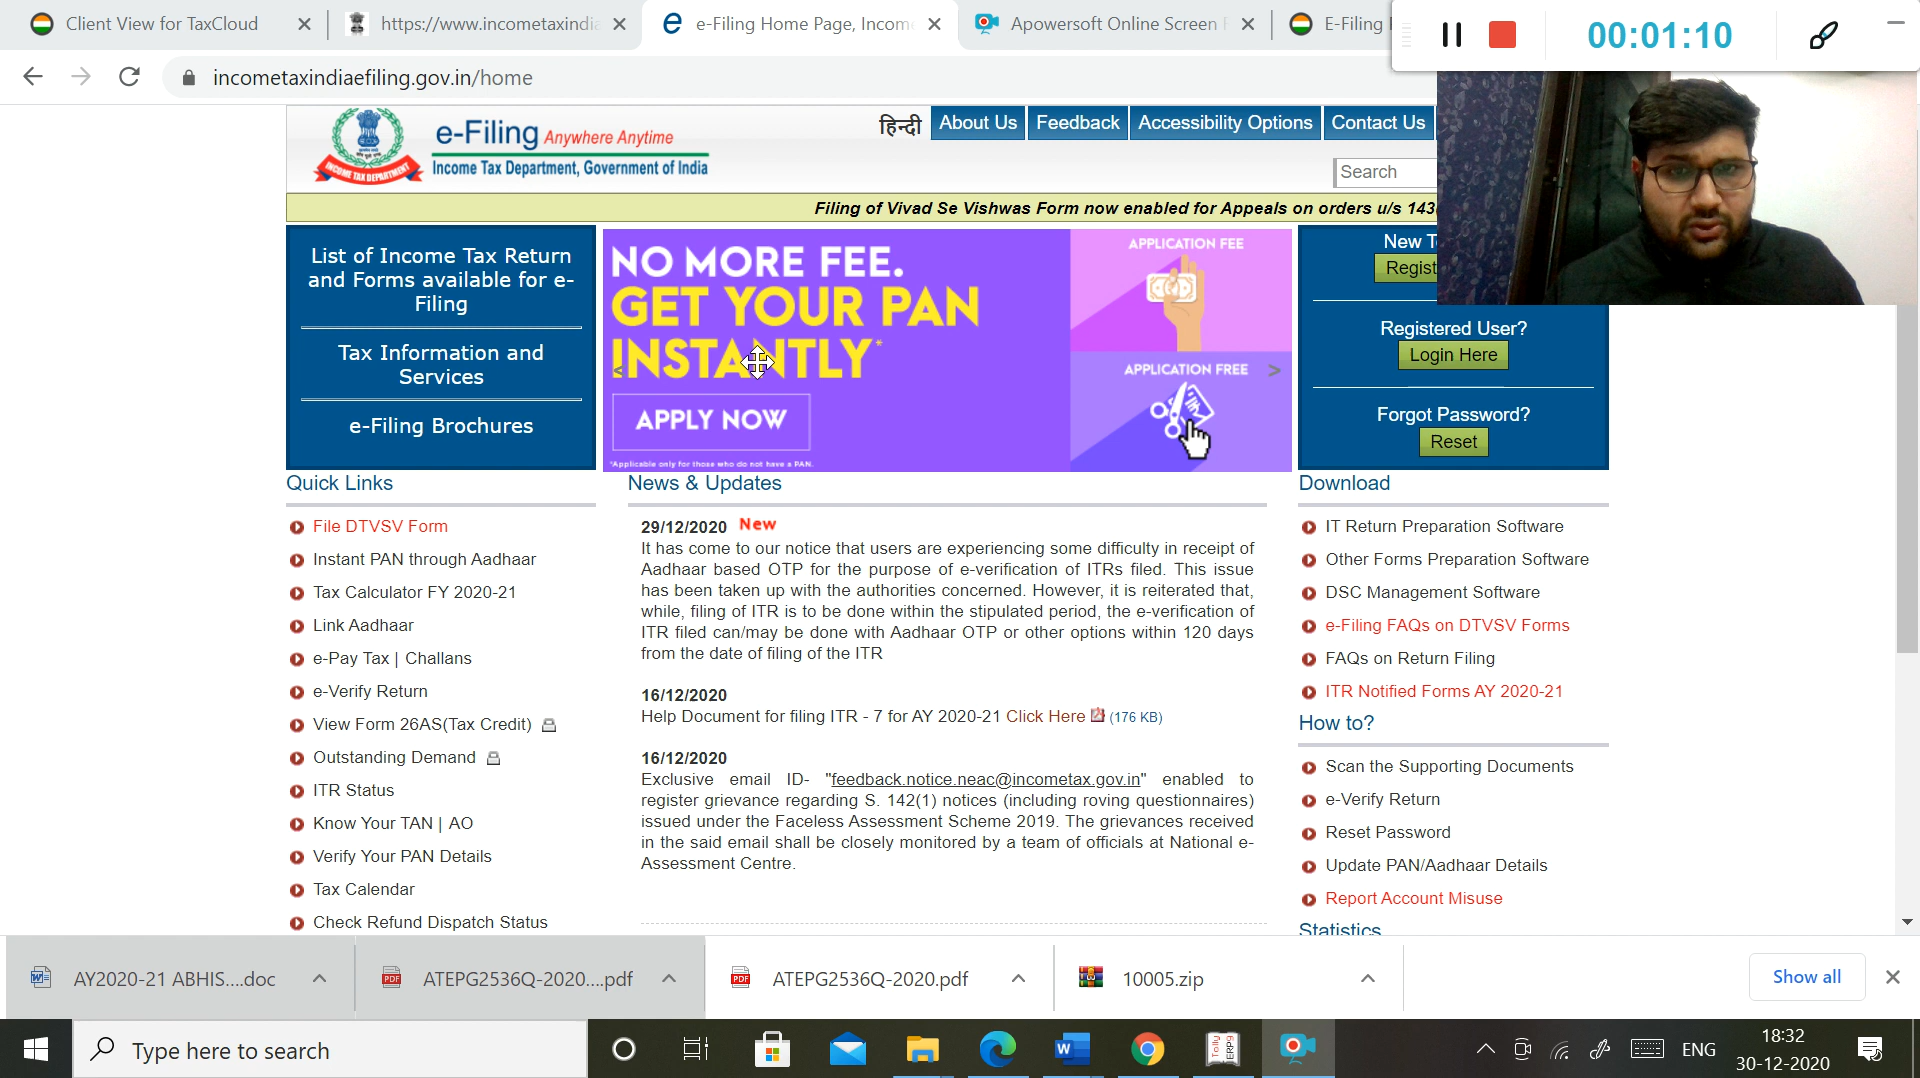 Client View for TaxCloud
https://www.incometaxindia
e-Filing Home Page, Incom
Apowersoft Online Screen
E-Filing
00:01:10
incometaxindiaefiling.gov.in/home
e-Filing Anywhere Anytime
Income Tax Department, Government of India
INCOME TAX DEPARTMENT
हिन्दी
About Us
Feedback
Accessibility Options
Contact Us
Search
Filing of Vivad Se Vishwas Form now enabled for Appeals on orders u/s 143
List of Income Tax Return
and Forms available for e-
Filing
Tax Information and
Services
e-Filing Brochures
NO MORE FEE.
GET YOUR PAN
INSTANTLY*
APPLY NOW
*Applicable only for those who do not have a PAN.
APPLICATION FEE
APPLICATION FREE
<
>
New T
Regist
Registered User?
Login Here
Forgot Password?
Reset
Quick Links
File DTVSV Form
Instant PAN through Aadhaar
Tax Calculator FY 2020-21
Link Aadhaar
e-Pay Tax | Challans
e-Verify Return
View Form 26AS(Tax Credit)
Outstanding Demand
ITR Status
Know Your TAN | AO
Verify Your PAN Details
Tax Calendar
Check Refund Dispatch Status
News & Updates
29/12/2020 New
It has come to our notice that users are experiencing some difficulty in receipt of
Aadhaar based OTP for the purpose of e-verification of ITRs filed. This issue
has been taken up with the authorities concerned. However, it is reiterated that,
while, filing of ITR is to be done within the stipulated period, the e-verification of
ITR filed can/may be done with Aadhaar OTP or other options within 120 days
from the date of filing of the ITR
16/12/2020
Help Document for filing ITR - 7 for AY 2020-21 Click Here (176 KB)
16/12/2020
Exclusive email ID- "feedback.notice.neac@incometax.gov.in" enabled to
register grievance regarding S. 142(1) notices (including roving questionnaires)
issued under the Faceless Assessment Scheme 2019. The grievances received
in the said email shall be closely monitored by a team of officials at National e-
Assessment Centre.
Download
IT Return Preparation Software
Other Forms Preparation Software
DSC Management Software
e-Filing FAQs on DTVSV Forms
FAQs on Return Filing
ITR Notified Forms AY 2020-21
How to?
Scan the Supporting Documents
e-Verify Return
Reset Password
Update PAN/Aadhaar Details
Report Account Misuse
Statistics
AY2020-21 ABHIS....doc
ATEPG2536Q-2020....pdf
ATEPG2536Q-2020.pdf
10005.zip
Show all
Type here to search
ENG
18:32
30-12-2020